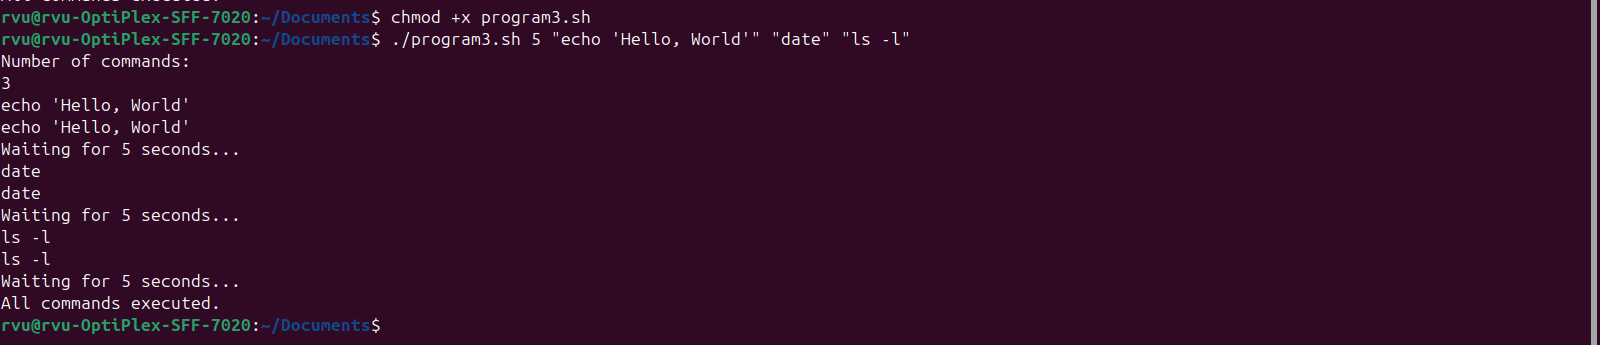 rvu@rvu-OptiPlex-SFF-7020:~/Documents$ chmod +x program3.sh
rvu@rvu-OptiPlex-SFF-7020:~/Documents$ ./program3.sh 5 "echo 'Hello, World'" "date" "ls -l"
Number of commands:
3
echo 'Hello, World'
echo 'Hello, World'
Waiting for 5 seconds...
date
date
Waiting for 5 seconds...
ls -l
ls -l
Waiting for 5 seconds...
All commands executed.
rvu@rvu-OptiPlex-SFF-7020:~/Documents$